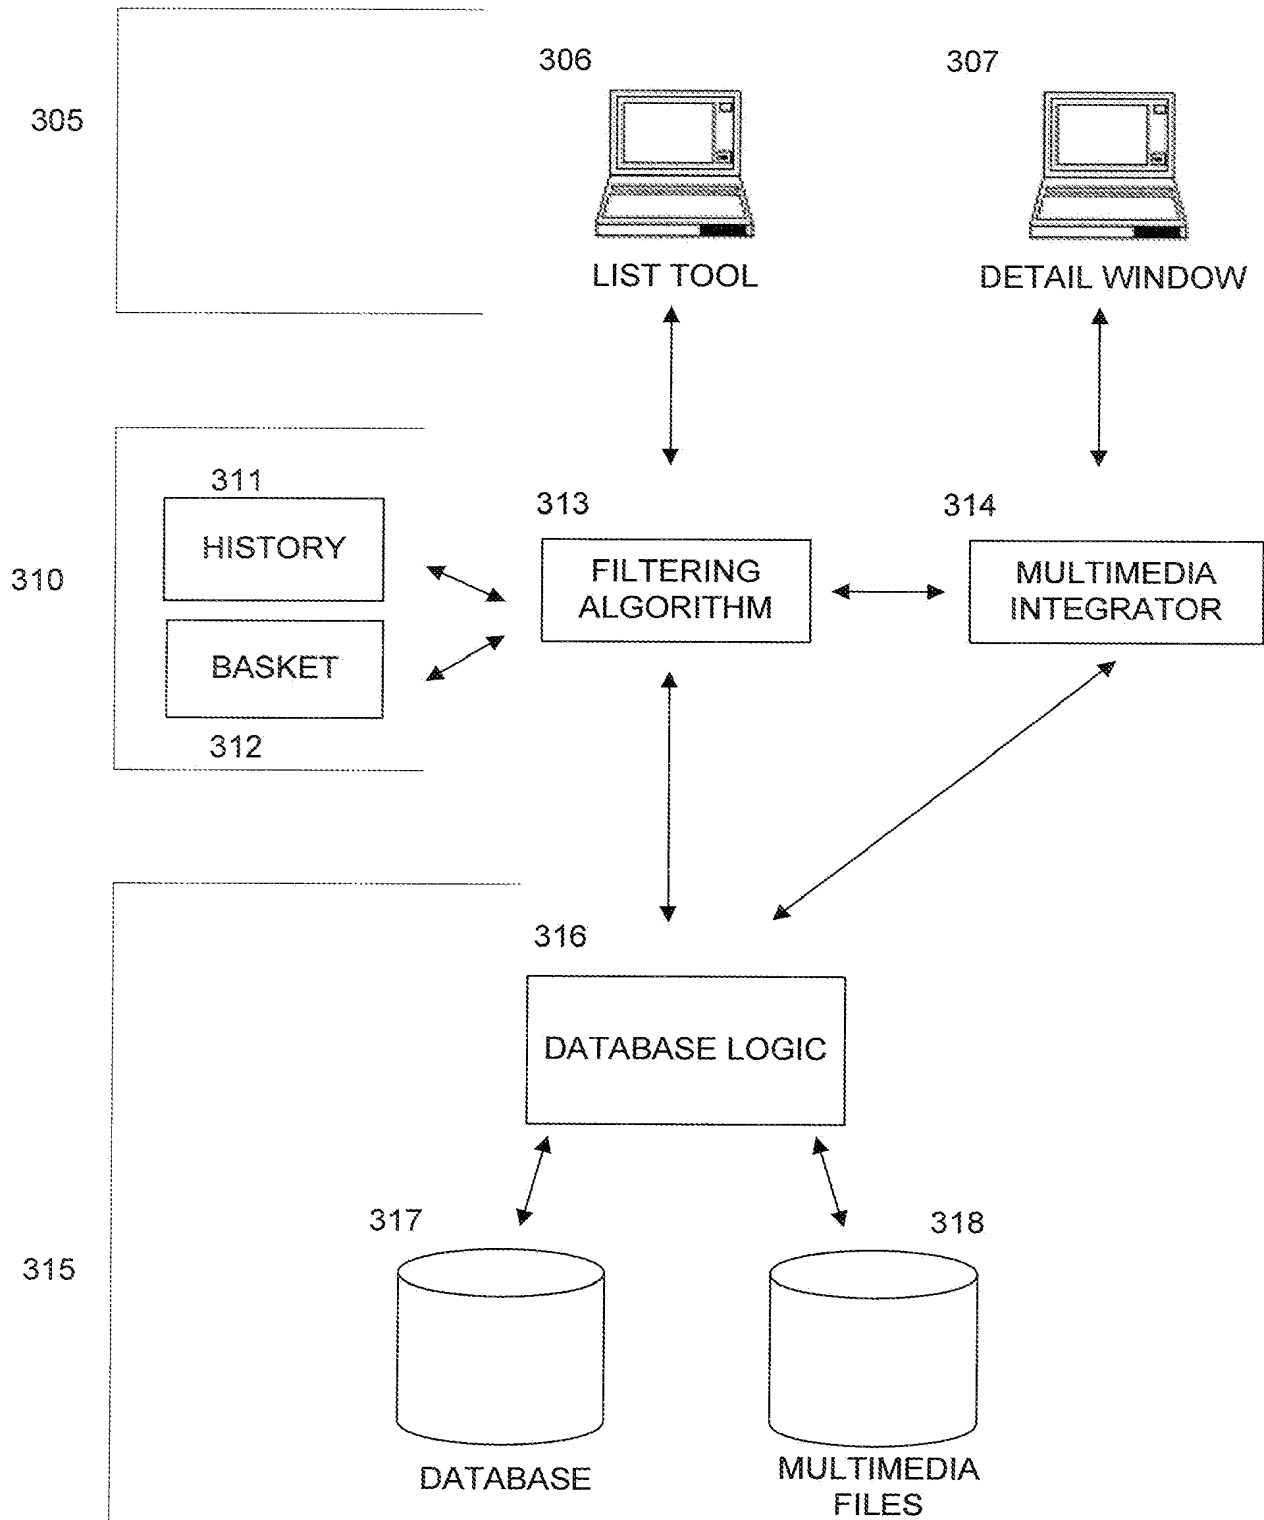 306
307
305
LIST TOOL
DETAIL WINDOW
311
313
314
HISTORY
FILTERING
ALGORITHM
MULTIMEDIA
INTEGRATOR
310
BASKET
312
316
DATABASE LOGIC
317
318
315
DATABASE
MULTIMEDIA
FILES